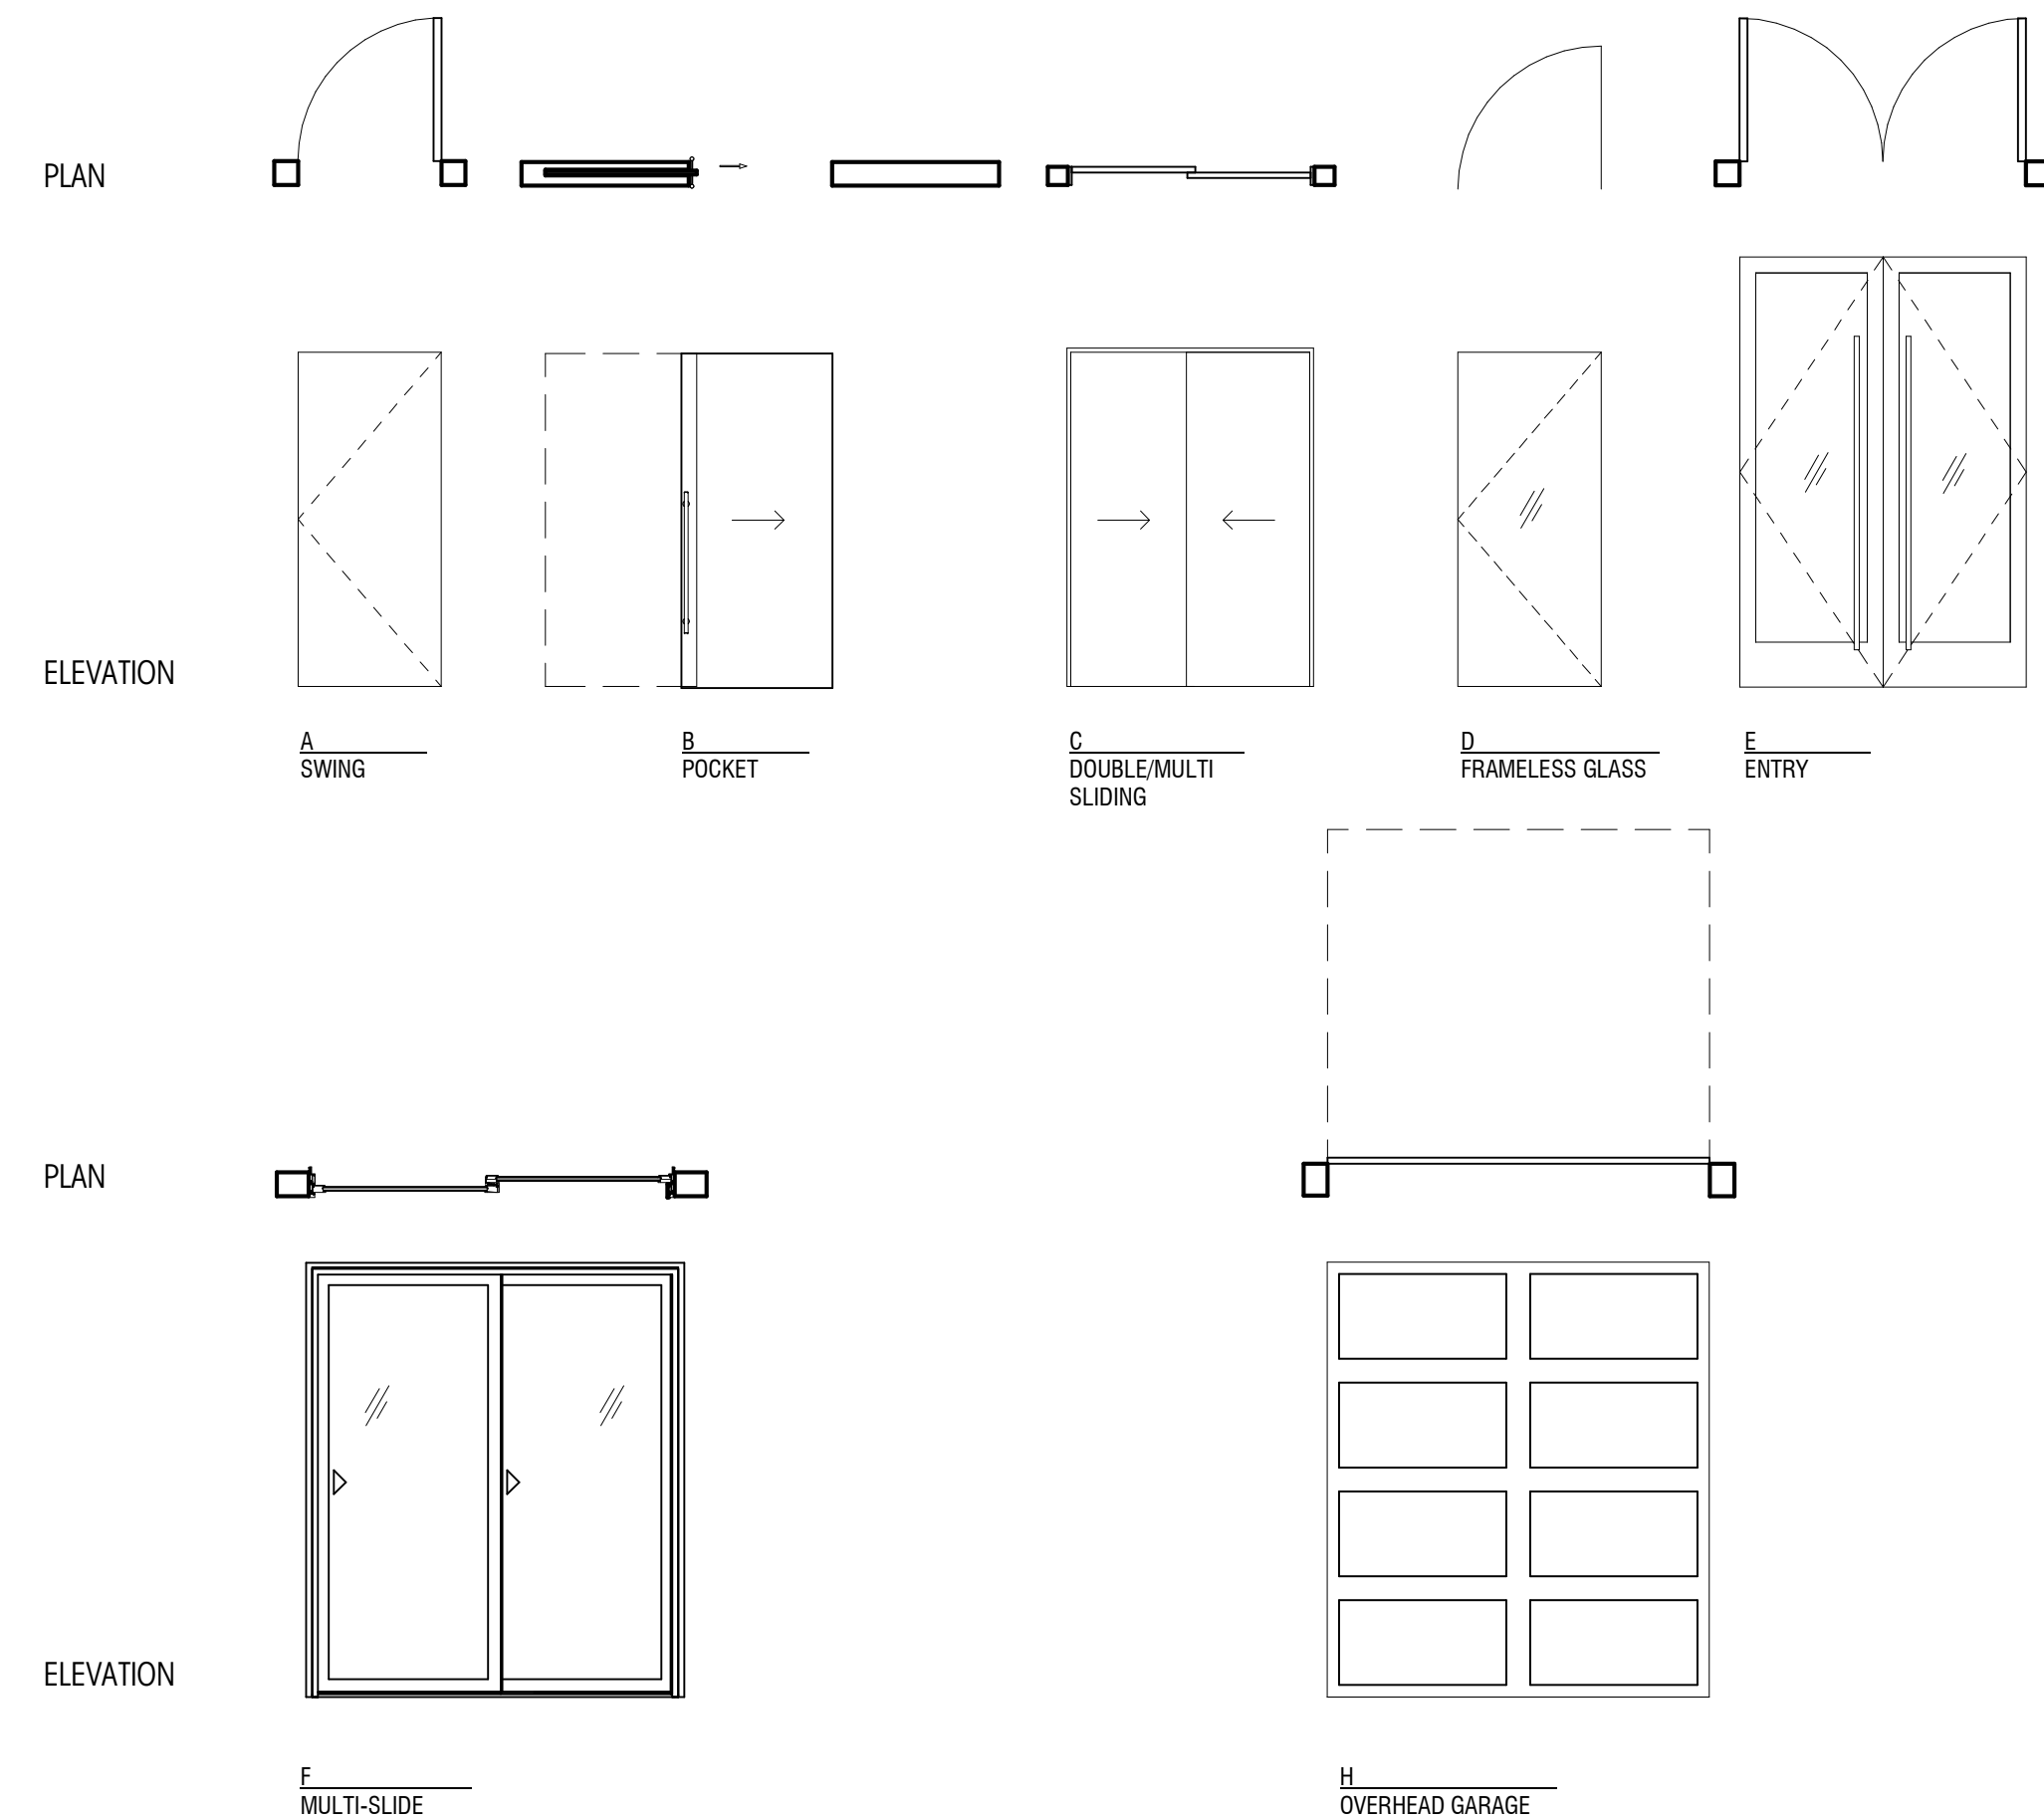 PLAN
ELEVATION
A
SWING
B
POCKET
C
DOUBLE/MULTI
SLIDING
D
FRAMELESS GLASS
E
ENTRY
PLAN
ELEVATION
F
MULTI-SLIDE
H
OVERHEAD GARAGE